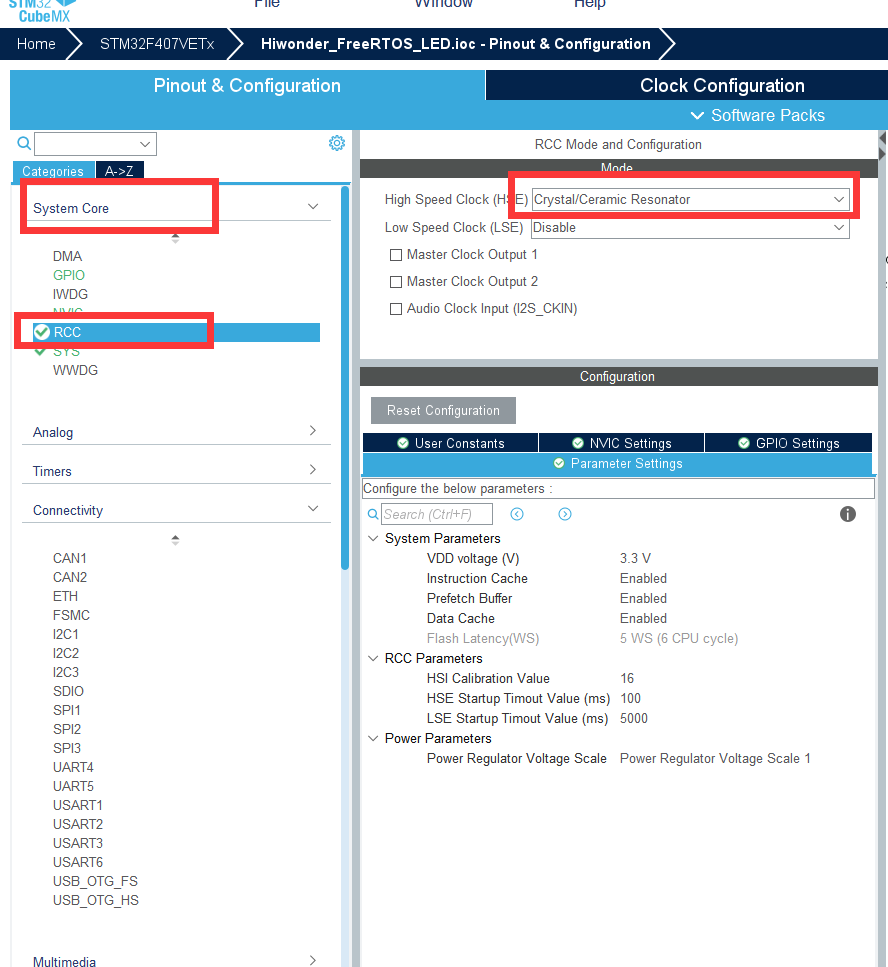 STM32
CubeMX
File
Window
Help
Home
STM32F407VETx
Hiwonder_FreeRTOS_LED.ioc - Pinout & Configuration
Pinout & Configuration
Clock Configuration
Software Packs
Categories
A->Z
System Core
DMA
GPIO
IWDG
NVIC
RCC
SYS
WWDG
Analog
Timers
Connectivity
CAN1
CAN2
ETH
FSMC
I2C1
I2C2
I2C3
SDIO
SPI1
SPI2
SPI3
UART4
UART5
USART1
USART2
USART3
USART6
USB_OTG_FS
USB_OTG_HS
Multimedia
RCC Mode and Configuration
Mode
High Speed Clock (HSE) Crystal/Ceramic Resonator
Low Speed Clock (LSE) Disable
Master Clock Output 1
Master Clock Output 2
Audio Clock Input (I2S_CKIN)
Configuration
Reset Configuration
User Constants
NVIC Settings
GPIO Settings
Parameter Settings
Configure the below parameters :
Search (Ctrl+F)
System Parameters
VDD voltage (V) 3.3 V
Instruction Cache Enabled
Prefetch Buffer Enabled
Data Cache Enabled
Flash Latency(WS) 5 WS (6 CPU cycle)
RCC Parameters
HSI Calibration Value 16
HSE Startup Timout Value (ms) 100
LSE Startup Timout Value (ms) 5000
Power Parameters
Power Regulator Voltage Scale Power Regulator Voltage Scale 1